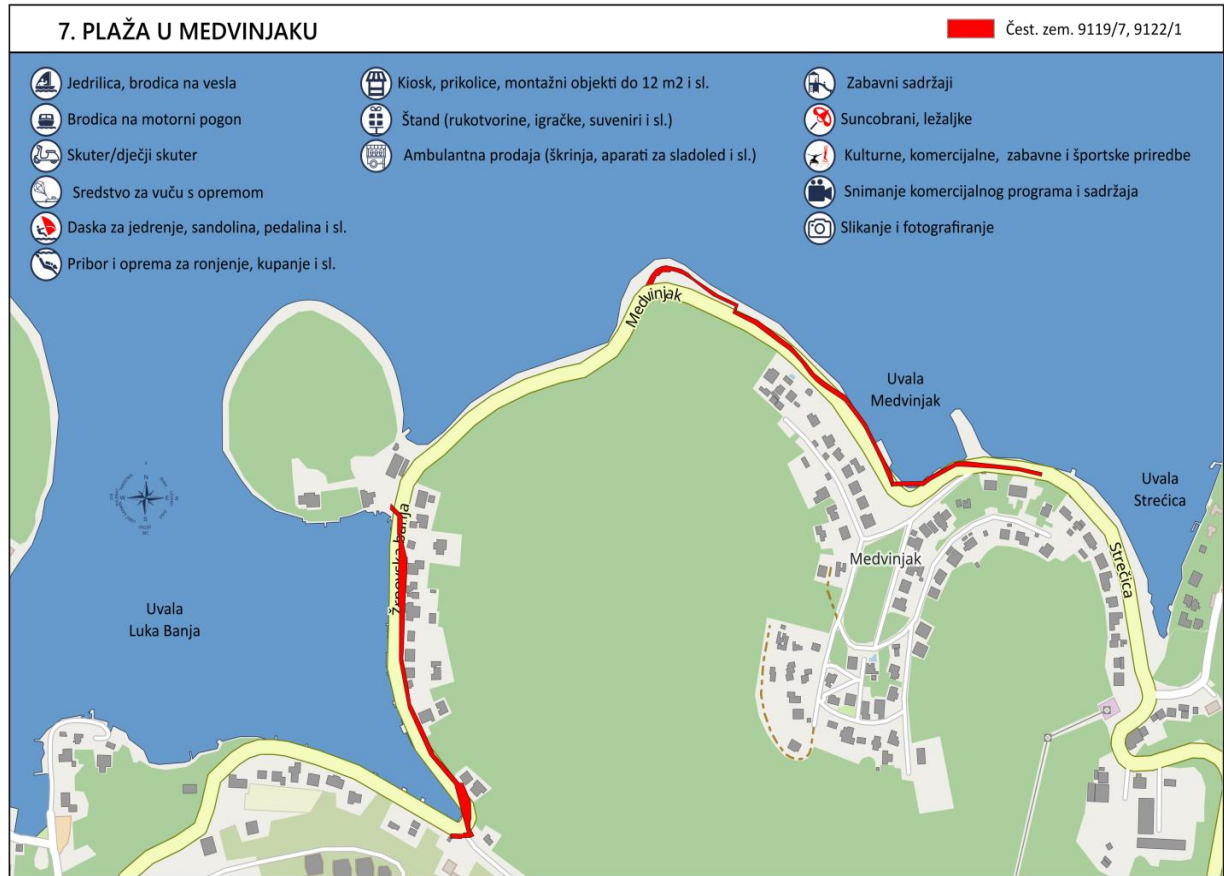 7. PLAŽA U MEDVINJAKU
Čest. zem. 9119/7, 9122/1
Jedrilica, brodica na vesla
Brodica na motorni pogon
Skuter/dječji skuter
Sredstvo za vuču s opremom
Daska za jedrenje, sandolina, pedalina i sl.
Pribor i oprema za ronjenje, kupanje i sl.
Kiosk, prikolice, montažni objekti do 12 m2 i sl.
Štand (rukotvorine, igračke, suveniri i sl.)
Ambulantna prodaja (škrinja, aparati za sladoled i sl.)
Zabavni sadržaji
Suncobrani, ležaljke
Kulturne, komercijalne, zabavne i športske priredbe
Snimanje komercijalnog programa i sadržaja
Slikanje i fotografiranje
Medvinjak
Uvala
Medvinjak
Uvala
Strećica
Žrnovska banja
Medvinjak
Strečica
Uvala
Luka Banja
N
W
E
S